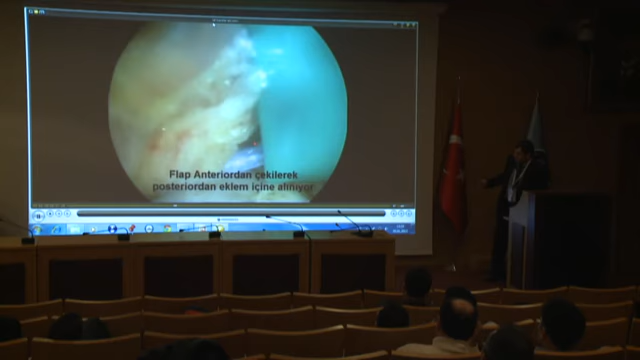 Flap Anteriordan çekilerek
posteriordan eklem içine alınıyor